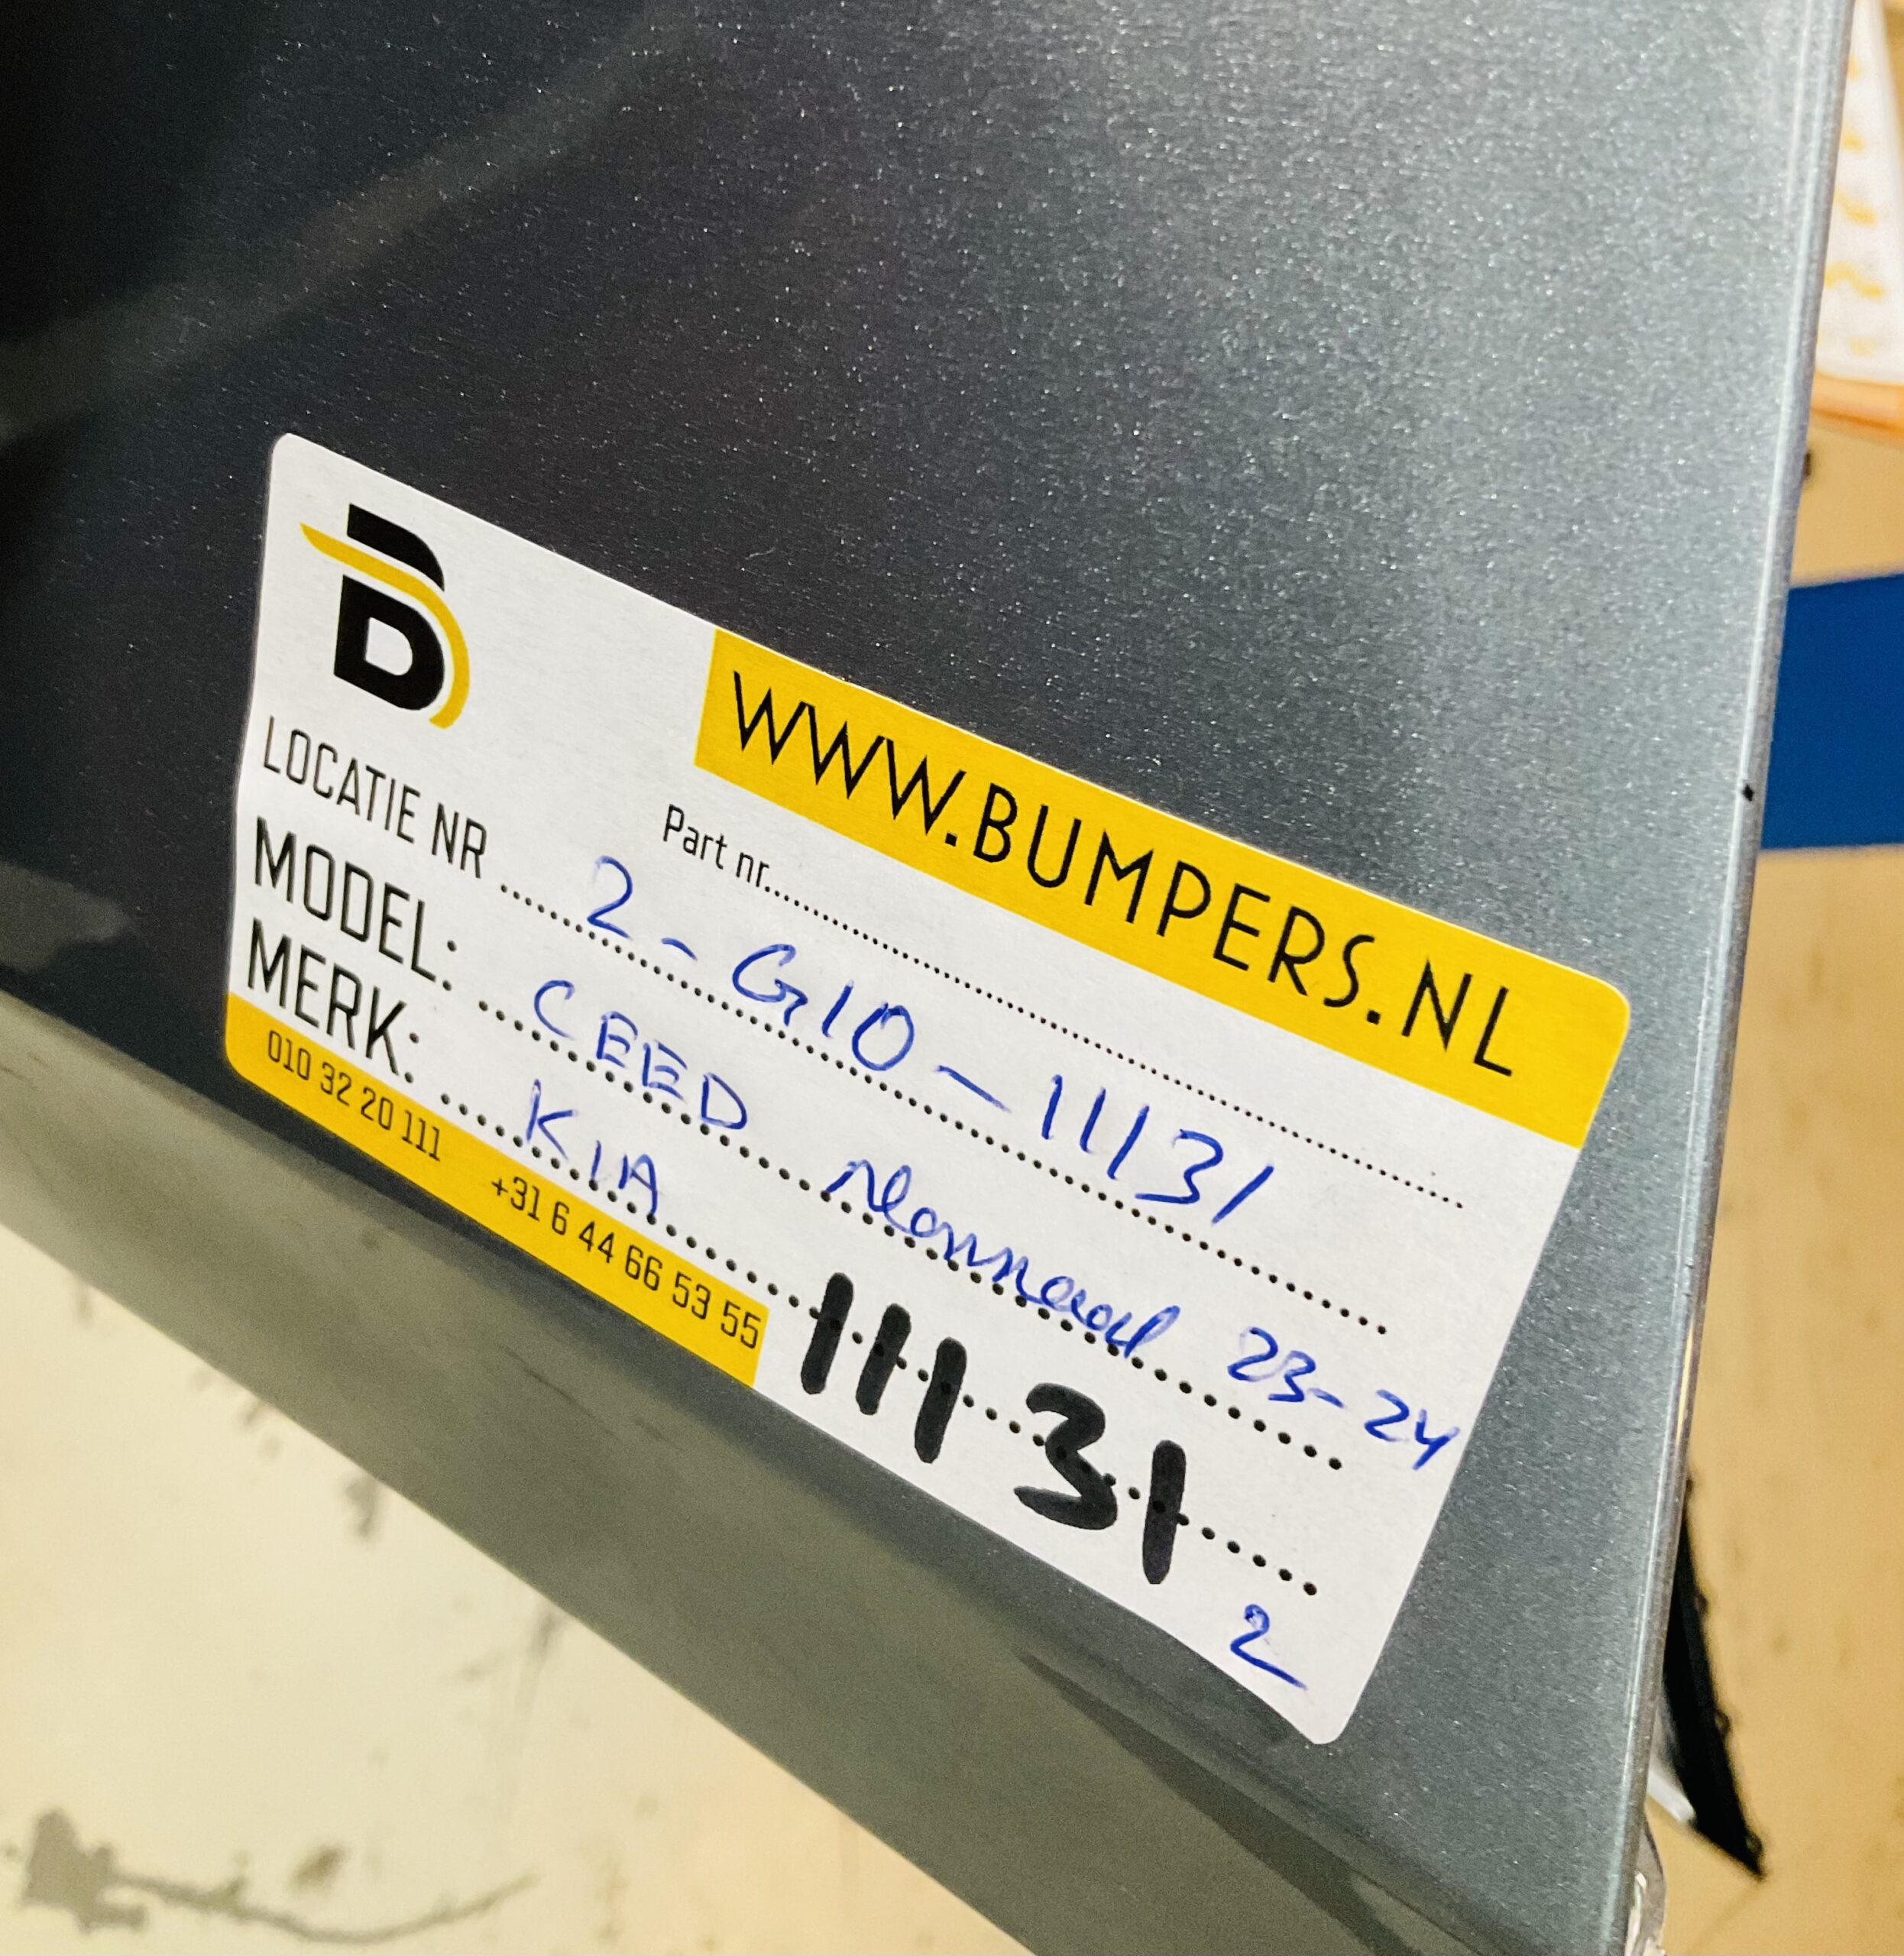 B
WWW.BUMPERS.NL
Part nr..........
LOCATIE NR ..... 2-G10-11131
MODEL: ..... CEED 23-24
MERK: ..... KIA
11131
010 32 20 111 +31 6 44 66 53 55
2